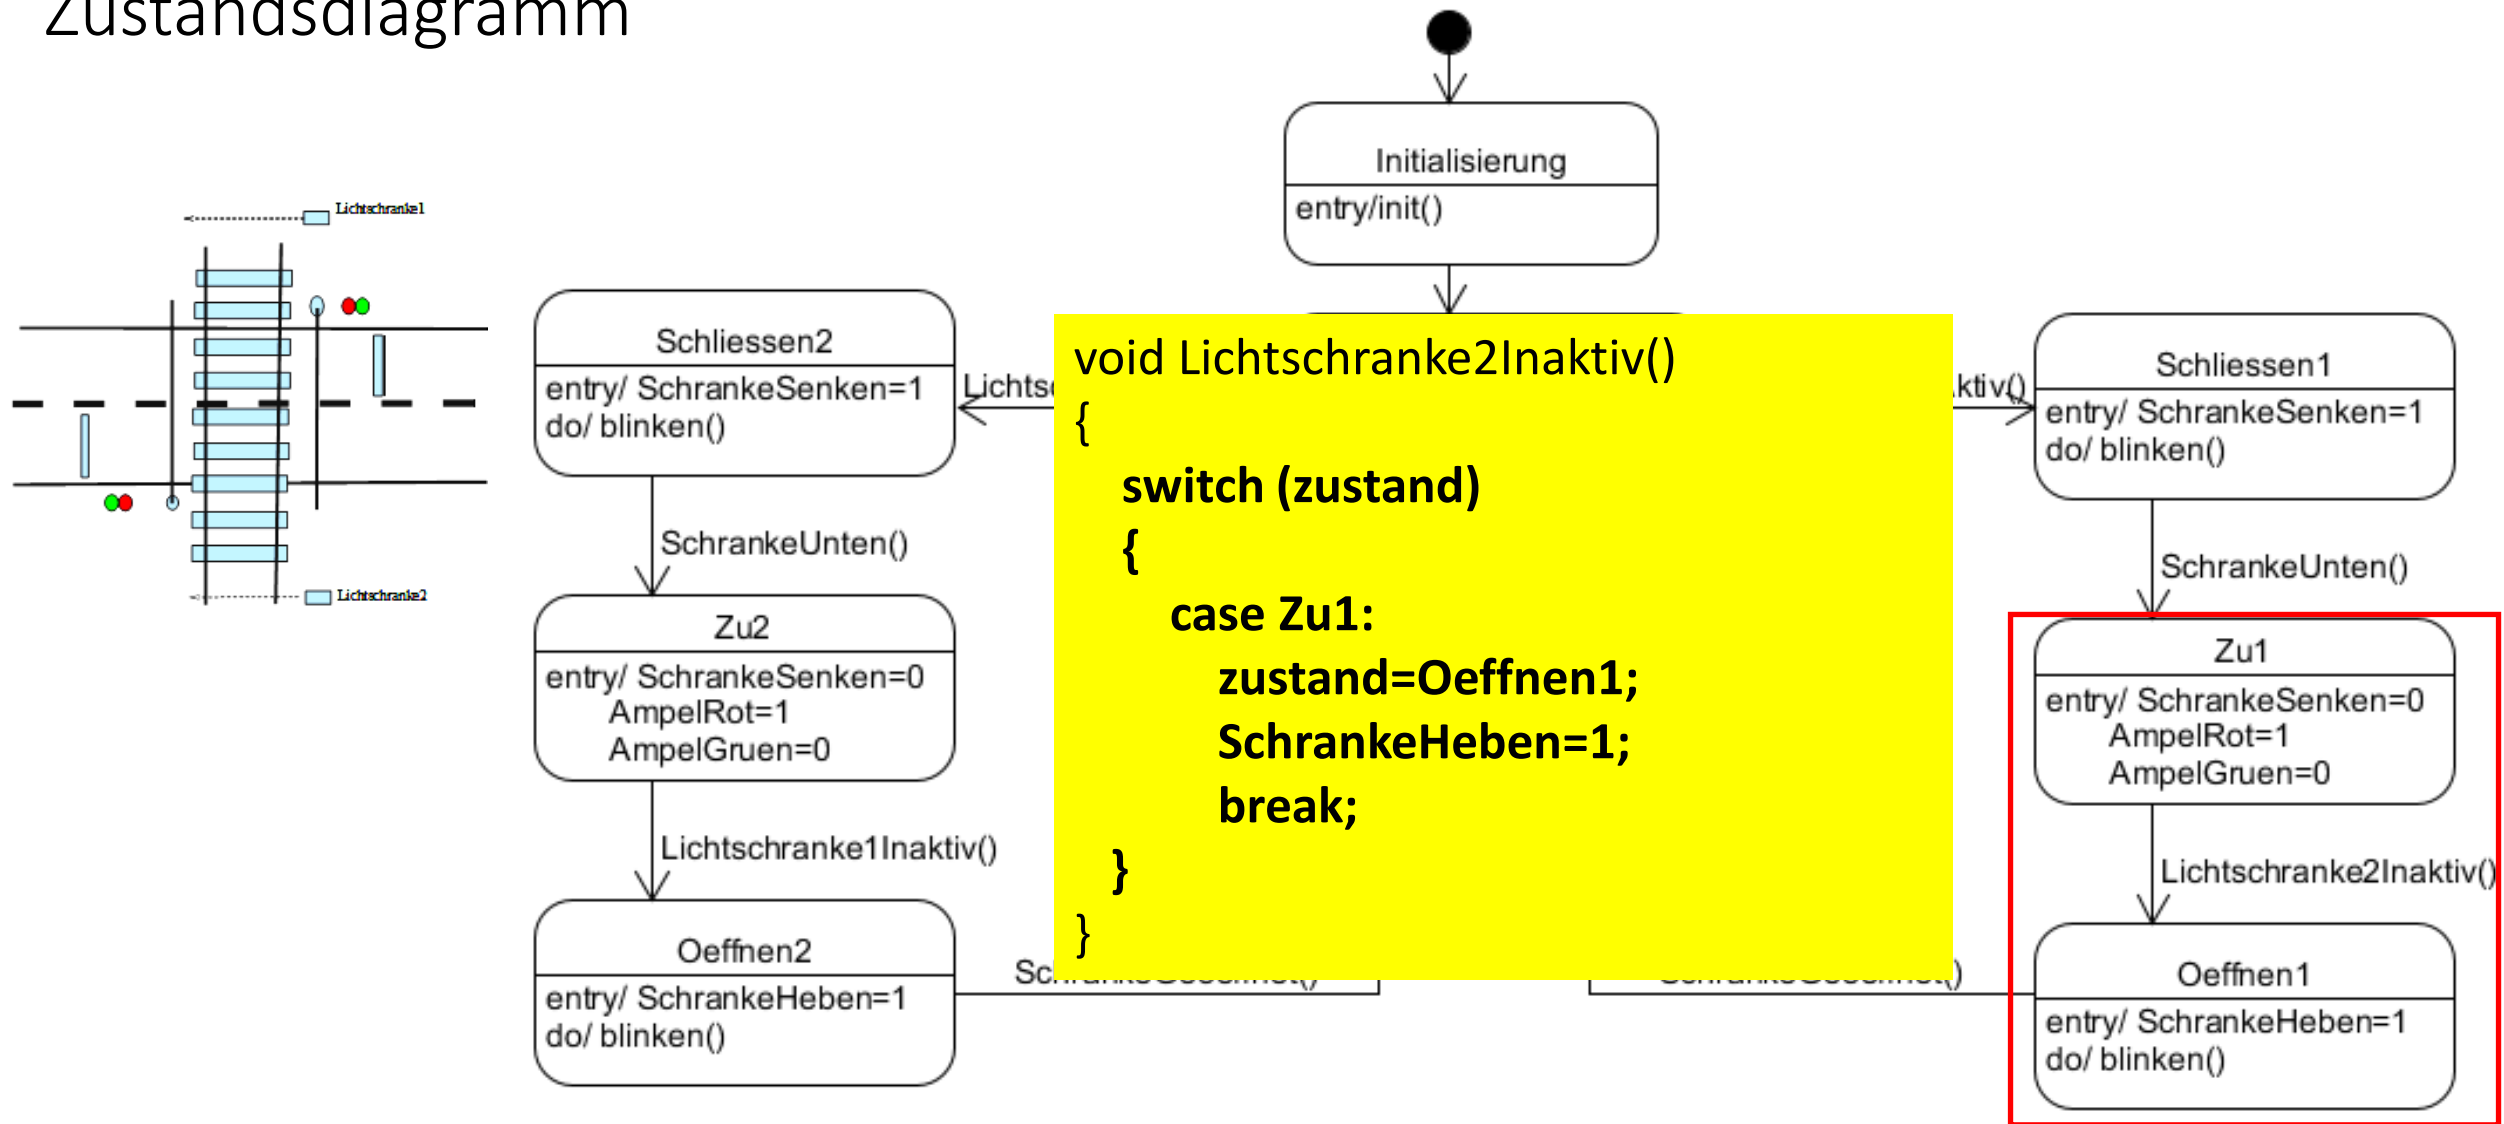 Zustandsdiagramm
Initialisierung
entry/init()
Lichtschranke1
Lichtschranke2
Schliessen2
entry/ SchrankeSenken=1
do/ blinken()
SchrankeUnten()
Zu2
entry/ SchrankeSenken=0
AmpelRot=1
AmpelGruen=0
Lichtschranke1Inaktiv()
Oeffnen2
entry/ SchrankeHeben=1
do/ blinken()
void Lichtschranke2Inaktiv()
{
switch (zustand)
{
case Zu1:
zustand=Oeffnen1;
SchrankeHeben=1;
break;
}
}
Schliessen1
entry/ SchrankeSenken=1
do/ blinken()
SchrankeUnten()
Zu1
entry/ SchrankeSenken=0
AmpelRot=1
AmpelGruen=0
Lichtschranke2Inaktiv()
Oeffnen1
entry/ SchrankeHeben=1
do/ blinken()